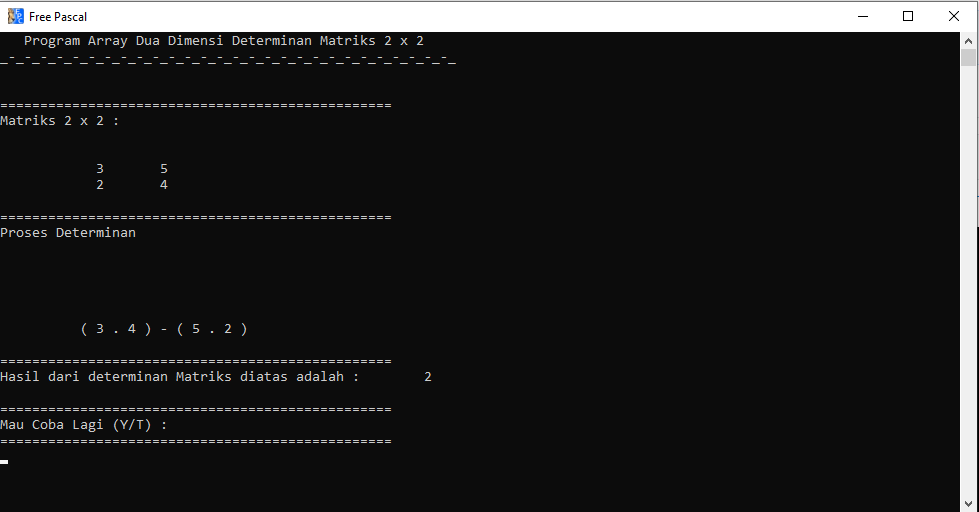 Free Pascal
Program Array Dua Dimensi Determinan Matriks 2 x 2
_-_-_-_-_-_-_-_-_-_-_-_-_-_-_-_-_-_-_-_-_-_-_-_-_-_-_-_-_
=================================================
Matriks 2 x 2 :
3 5
2 4
=================================================
Proses Determinan
( 3 . 4 ) - ( 5 . 2 )
=================================================
Hasil dari determinan Matriks diatas adalah : 2
=================================================
Mau Coba Lagi (Y/T) :
=================================================